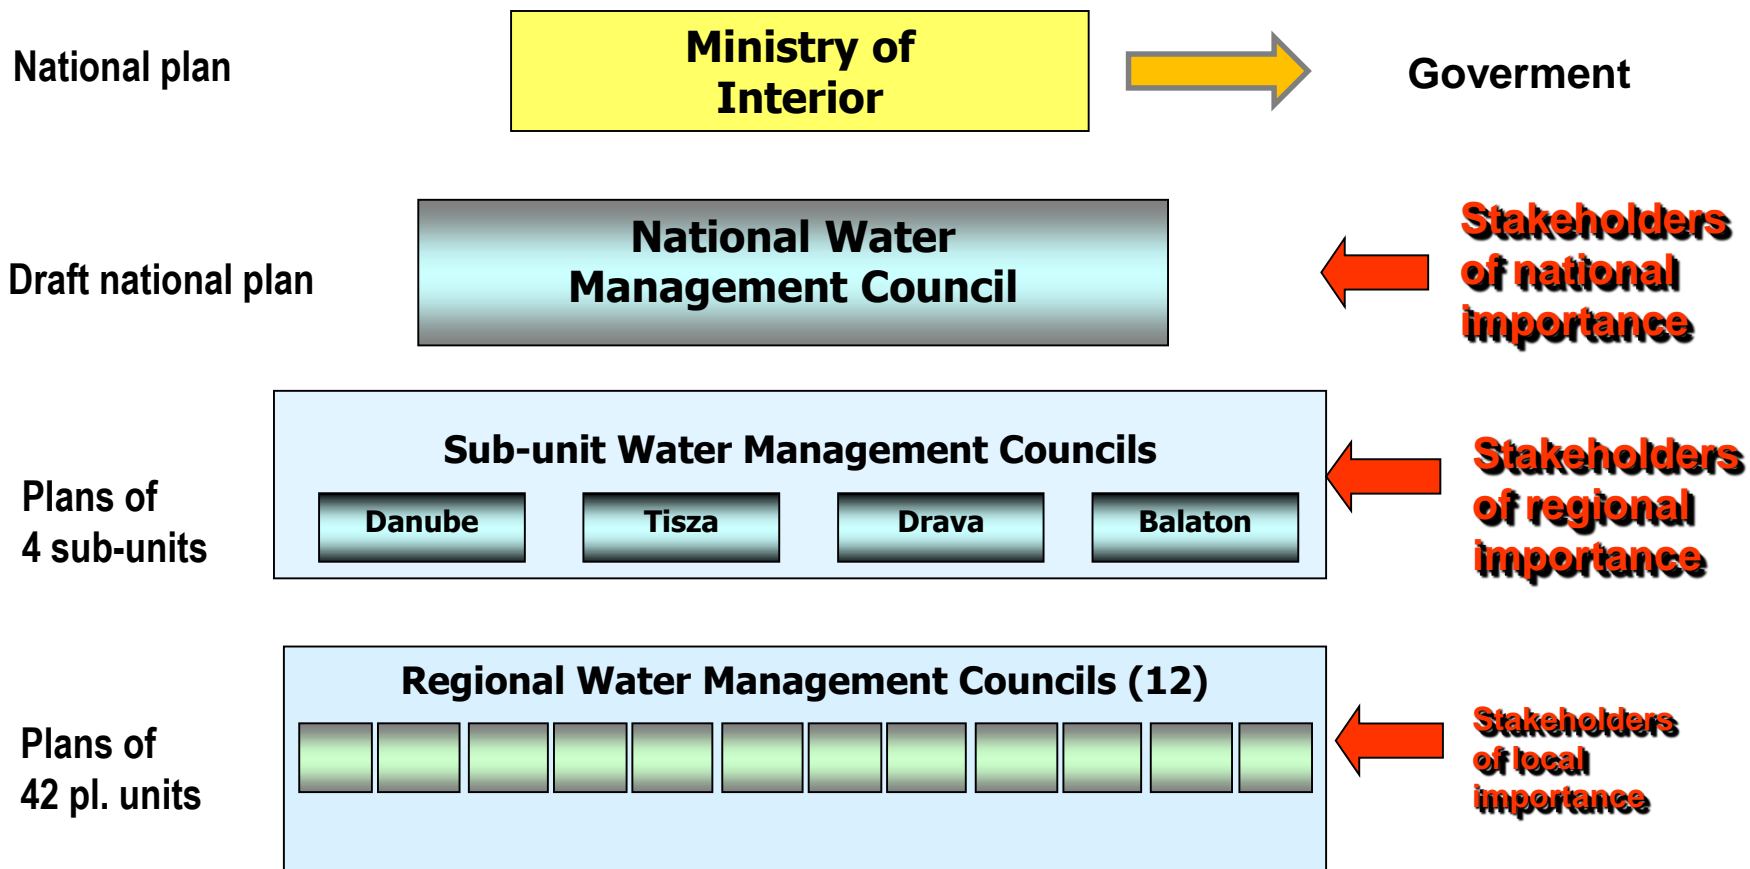 National plan
Ministry of
Interior
Goverment
Draft national plan
National Water
Management Council
Stakeholders
of national
importance
Plans of
4 sub-units
Sub-unit Water Management Councils
Danube
Tisza
Drava
Balaton
Stakeholders
of regional
importance
Plans of
42 pl. units
Regional Water Management Councils (12)
Stakeholders
of local
importance